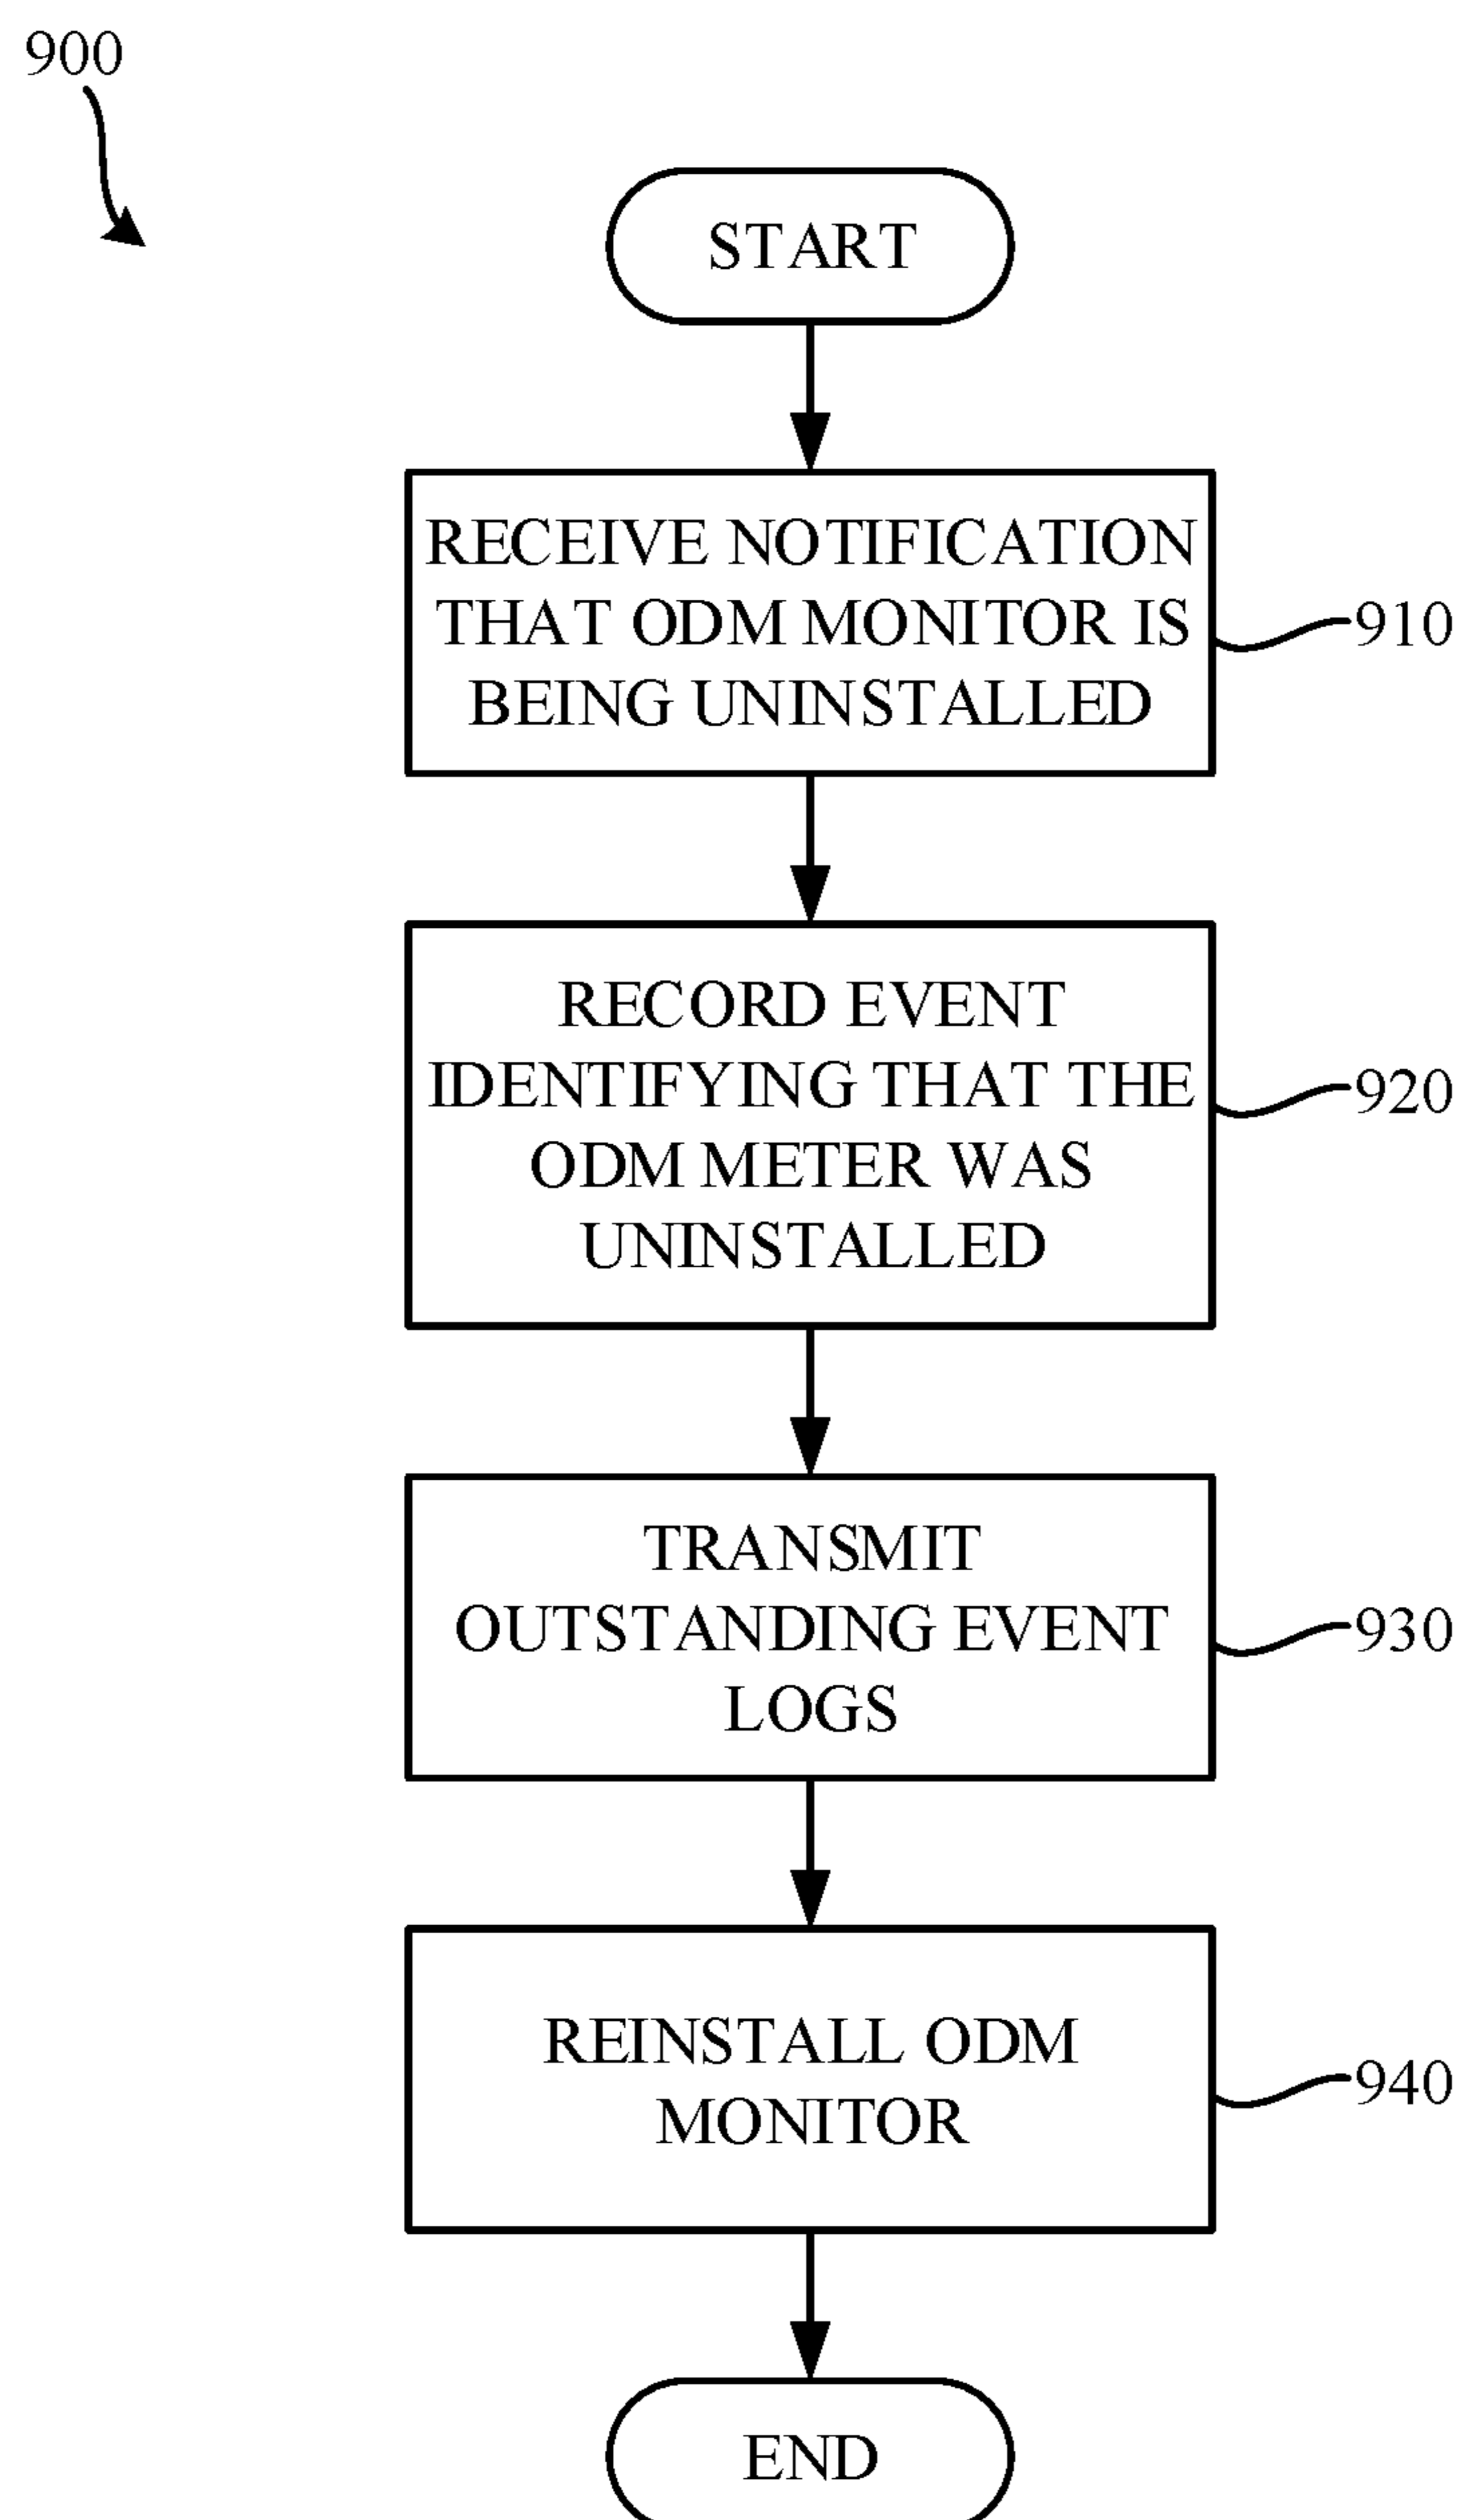 900
START
RECEIVE NOTIFICATION
THAT ODM MONITOR IS
BEING UNINSTALLED
910
RECORD EVENT
IDENTIFYING THAT THE
ODM METER WAS
UNINSTALLED
920
TRANSMIT
OUTSTANDING EVENT
LOGS
930
REINSTALL ODM
MONITOR
940
END